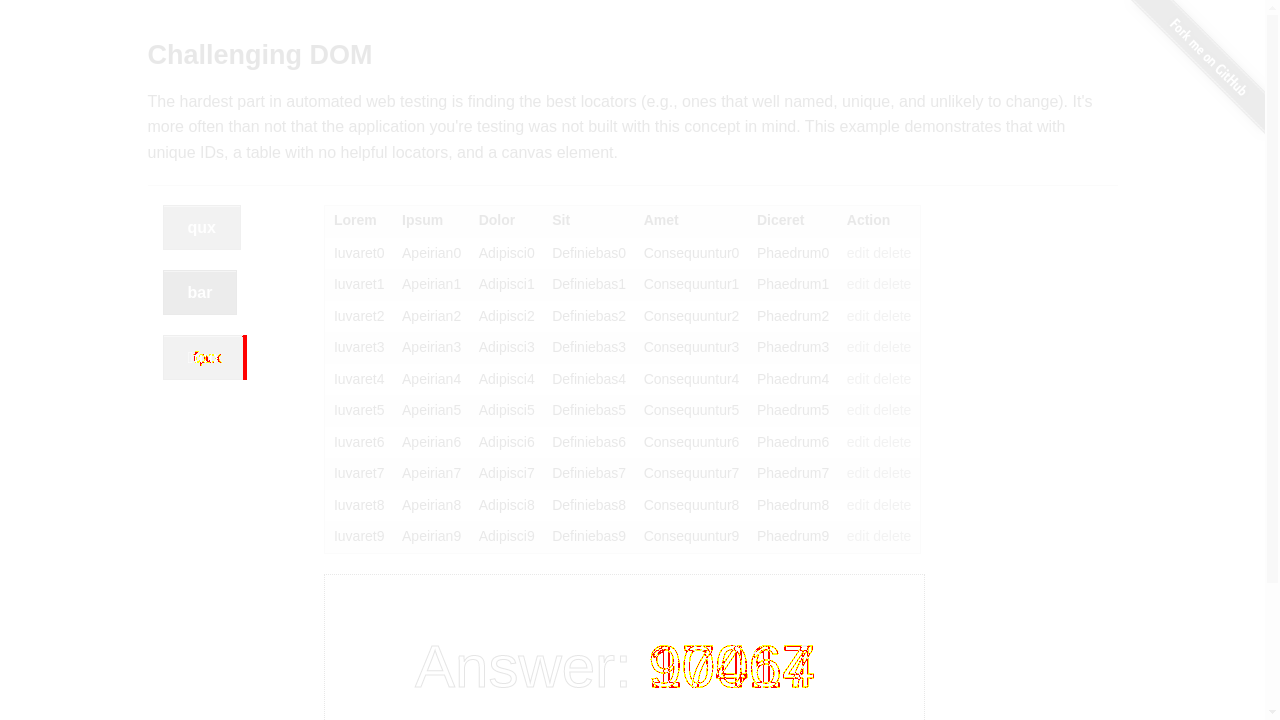 Fork me on GitHub
Challenging DOM
The hardest part in automated web testing is finding the best locators (e.g., ones that well named, unique, and unlikely to change). It's
more often than not that the application you're testing was not built with this concept in mind. This example demonstrates that with
unique IDs, a table with no helpful locators, and a canvas element.
qux
bar
Lorem Ipsum Dolor Sit Amet Diceret Action
Iuvaret0 Apeirian0 Adipisci0 Definiebas0 Consequuntur0 Phaedrum0 edit delete
Iuvaret1 Apeirian1 Adipisci1 Definiebas1 Consequuntur1 Phaedrum1 edit delete
Iuvaret2 Apeirian2 Adipisci2 Definiebas2 Consequuntur2 Phaedrum2 edit delete
Iuvaret3 Apeirian3 Adipisci3 Definiebas3 Consequuntur3 Phaedrum3 edit delete
Iuvaret4 Apeirian4 Adipisci4 Definiebas4 Consequuntur4 Phaedrum4 edit delete
Iuvaret5 Apeirian5 Adipisci5 Definiebas5 Consequuntur5 Phaedrum5 edit delete
Iuvaret6 Apeirian6 Adipisci6 Definiebas6 Consequuntur6 Phaedrum6 edit delete
Iuvaret7 Apeirian7 Adipisci7 Definiebas7 Consequuntur7 Phaedrum7 edit delete
Iuvaret8 Apeirian8 Adipisci8 Definiebas8 Consequuntur8 Phaedrum8 edit delete
Iuvaret9 Apeirian9 Adipisci9 Definiebas9 Consequuntur9 Phaedrum9 edit delete
Answer: